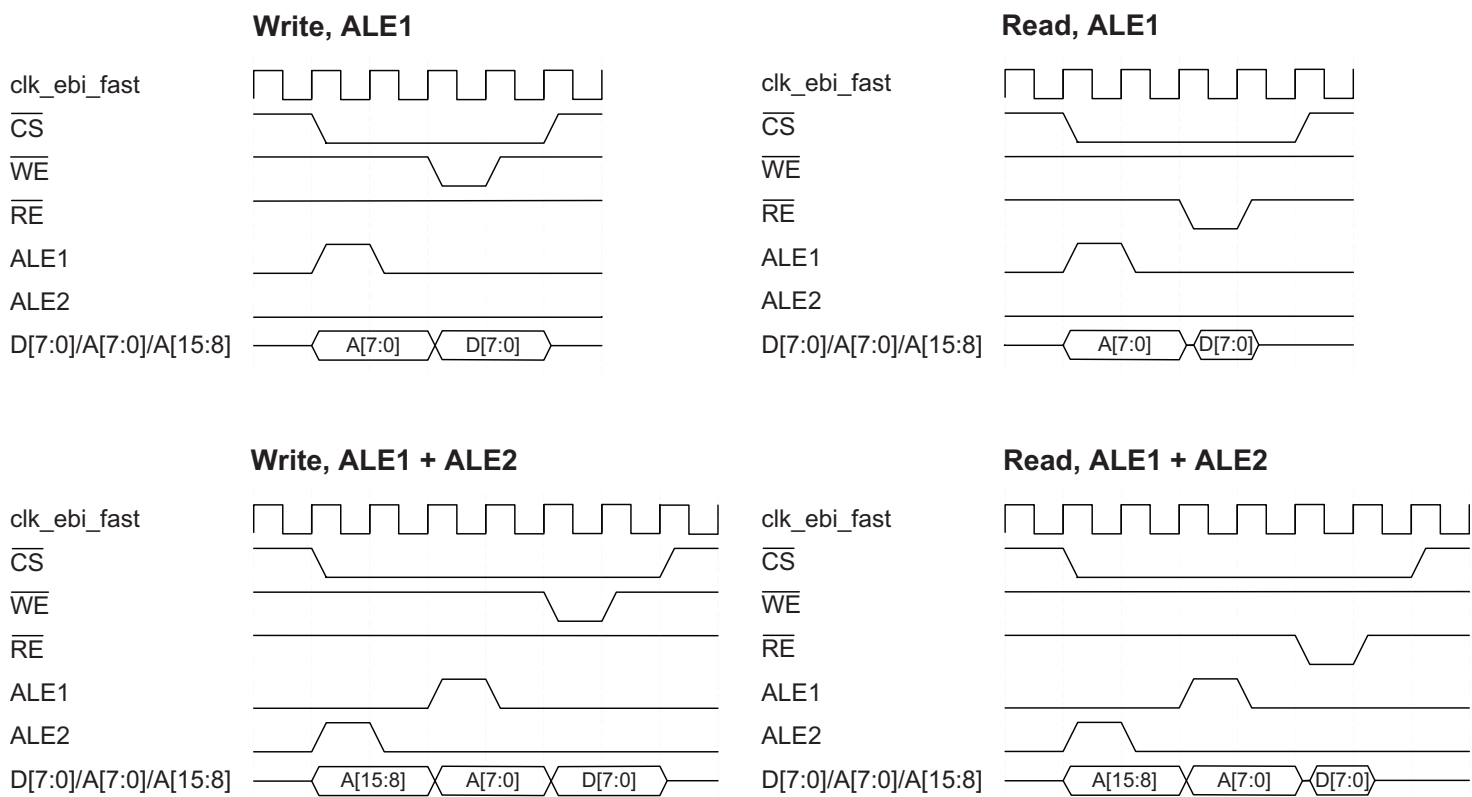 Write, ALE1
clk_ebi_fast
CS
WE
RE
ALE1
ALE2
D[7:0]/A[7:0]/A[15:8]
A[7:0]
D[7:0]
Read, ALE1
clk_ebi_fast
CS
WE
RE
ALE1
ALE2
D[7:0]/A[7:0]/A[15:8]
A[7:0]
D[7:0]
Write, ALE1 + ALE2
clk_ebi_fast
CS
WE
RE
ALE1
ALE2
D[7:0]/A[7:0]/A[15:8]
A[15:8]
A[7:0]
D[7:0]
Read, ALE1 + ALE2
clk_ebi_fast
CS
WE
RE
ALE1
ALE2
D[7:0]/A[7:0]/A[15:8]
A[15:8]
A[7:0]
D[7:0]